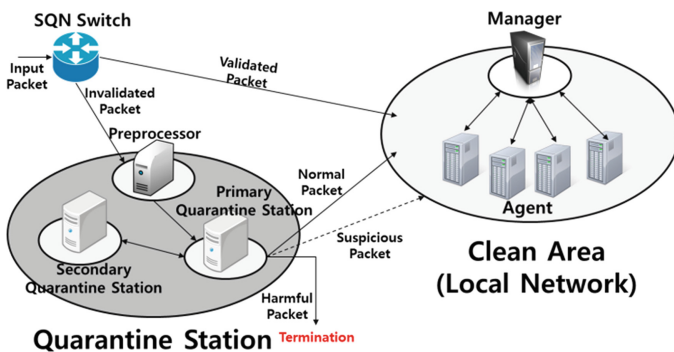 SQN Switch
Input
Packet
Invalidated
Packet
Validated
Packet
Manager
Preprocessor
Primary
Quarantine Station
Normal
Packet
Agent
Suspicious
Packet
Secondary
Quarantine Station
Clean Area
(Local Network)
Harmful
Packet
Quarantine Station
Termination